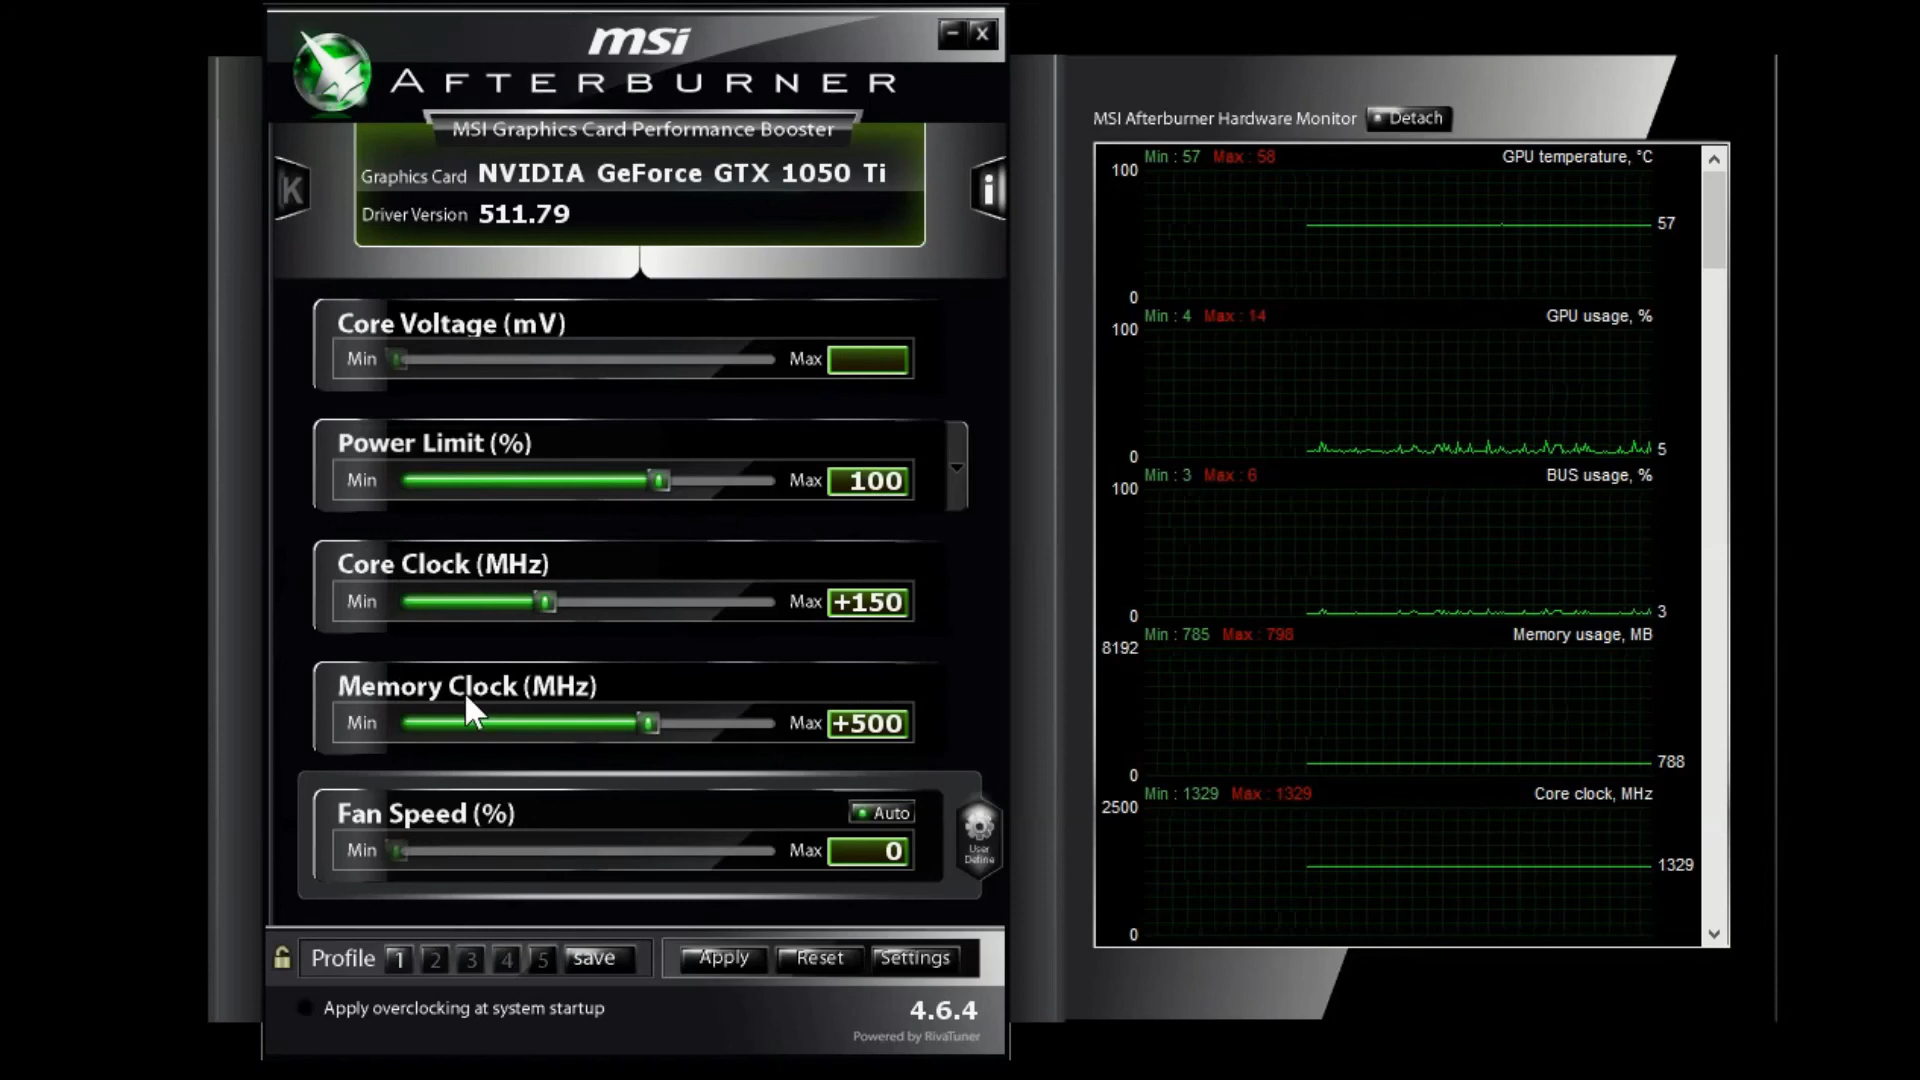 msi
- X
AFTERBURNER
MSI Graphics Card Performance Booster
K
i
Graphics Card NVIDIA GeForce GTX 1050 Ti
Driver Version 511.79
Core Voltage (mV)
Min Max
Power Limit (%)
Min Max 100
Core Clock (MHz)
Min Max +150
Memory Clock (MHz)
Min Max +500
Fan Speed (%) Auto
Min Max 0
User
Define
Profile 1 2 3 4 5 save Apply Reset Settings
Apply overclocking at system startup 4.6.4
Powered by RivaTuner
MSI Afterburner Hardware Monitor Detach
Min : 57 Max : 58 GPU temperature, °C
100
57
0
Min : 4 Max : 14 GPU usage, %
100
5
0
Min : 3 Max : 6 BUS usage, %
100
3
0
Min : 785 Max : 798 Memory usage, MB
8192
788
0
Min : 1329 Max : 1329 Core clock, MHz
2500
1329
0